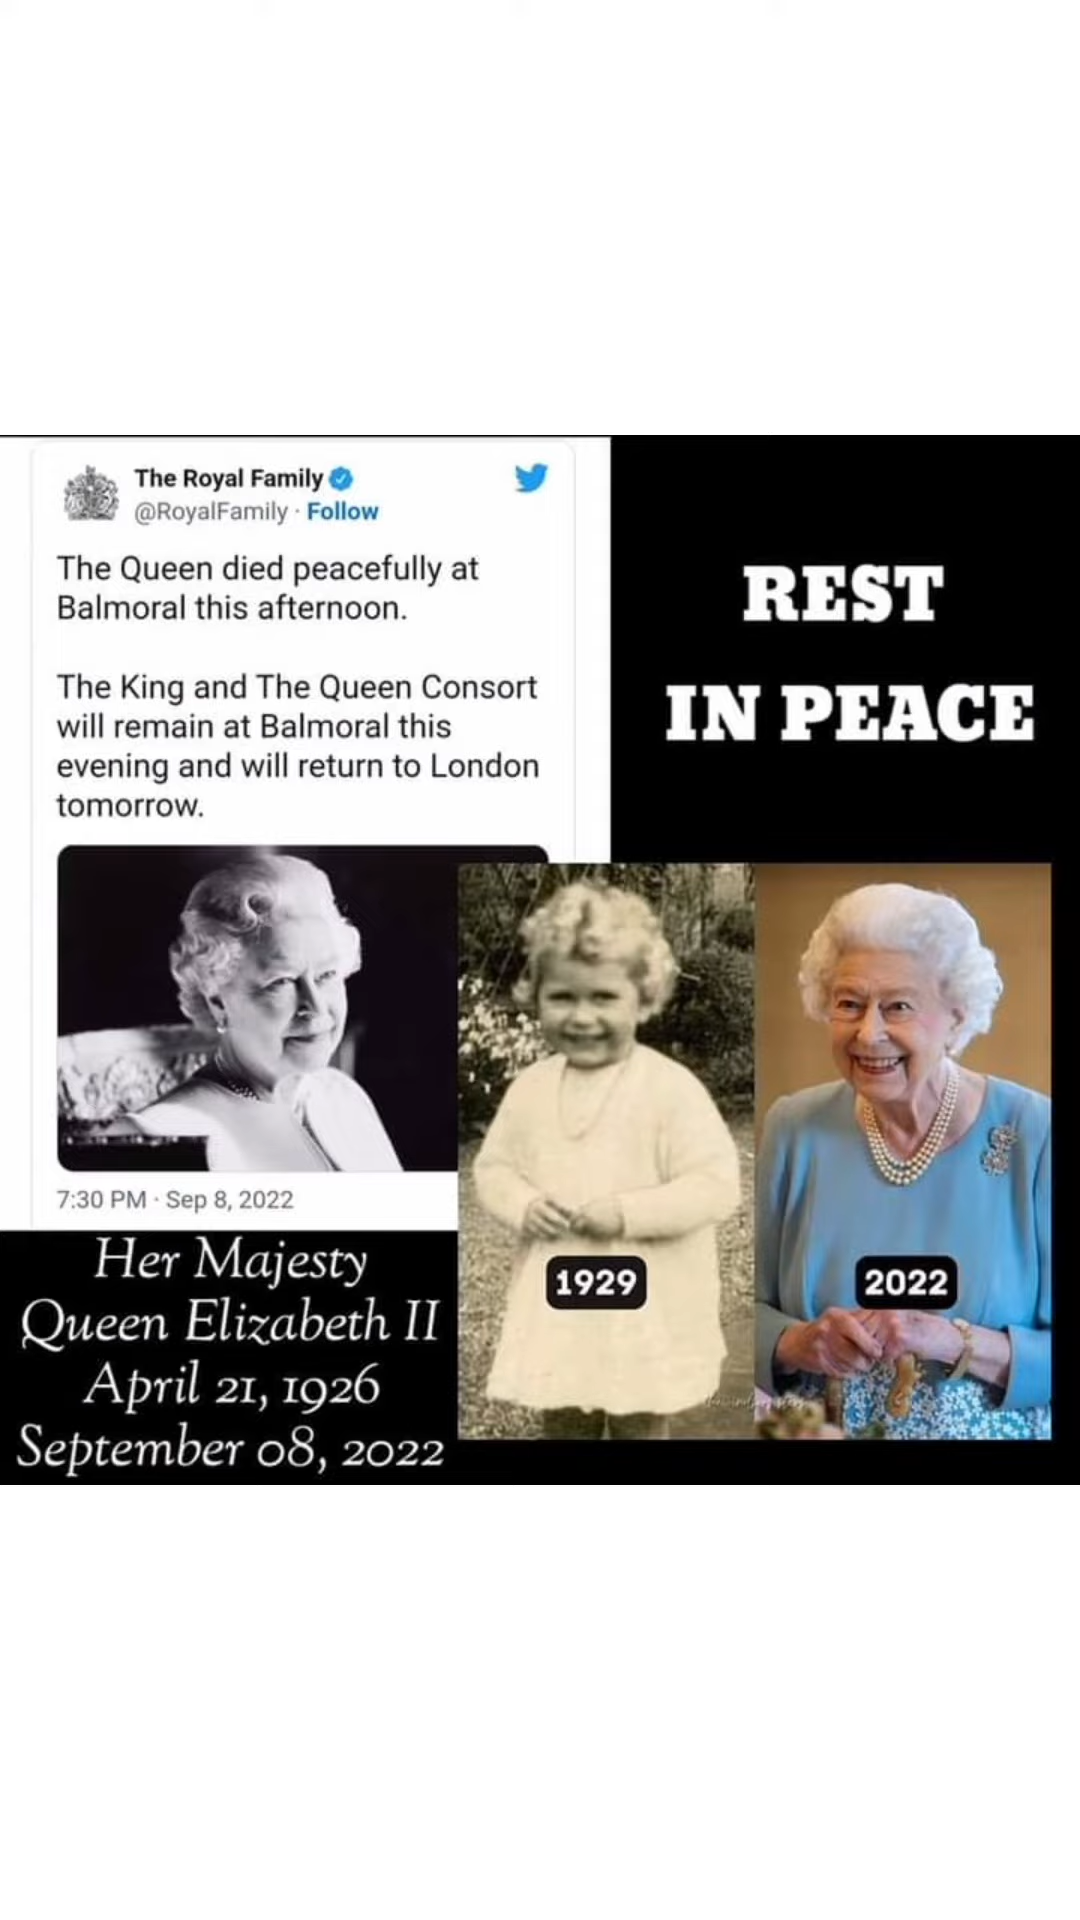 The Royal Family
@RoyalFamily · Follow
The Queen died peacefully at
Balmoral this afternoon.
The King and The Queen Consort
will remain at Balmoral this
evening and will return to London
tomorrow.
7:30 PM · Sep 8, 2022
REST
IN PEACE
1929
2022
Her Majesty
Queen Elizabeth II
April 21, 1926
September 08, 2022